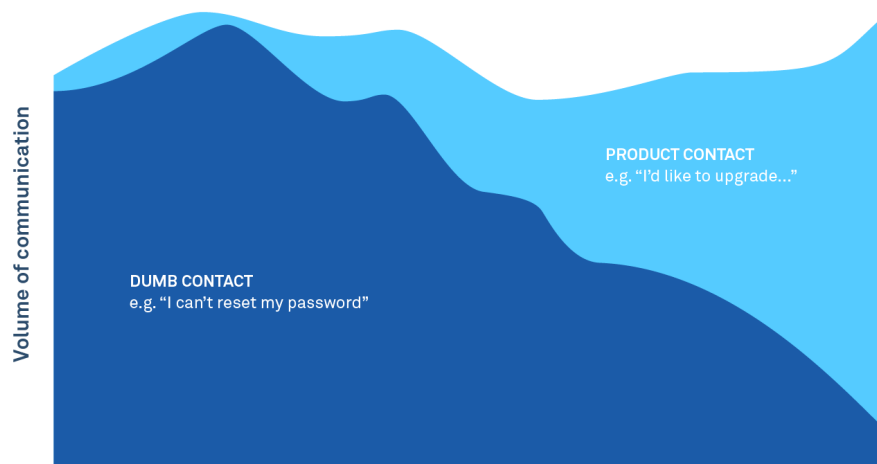 Volume of communication
PRODUCT CONTACT
e.g. “I’d like to upgrade...”
DUMB CONTACT
e.g. “I can’t reset my password”